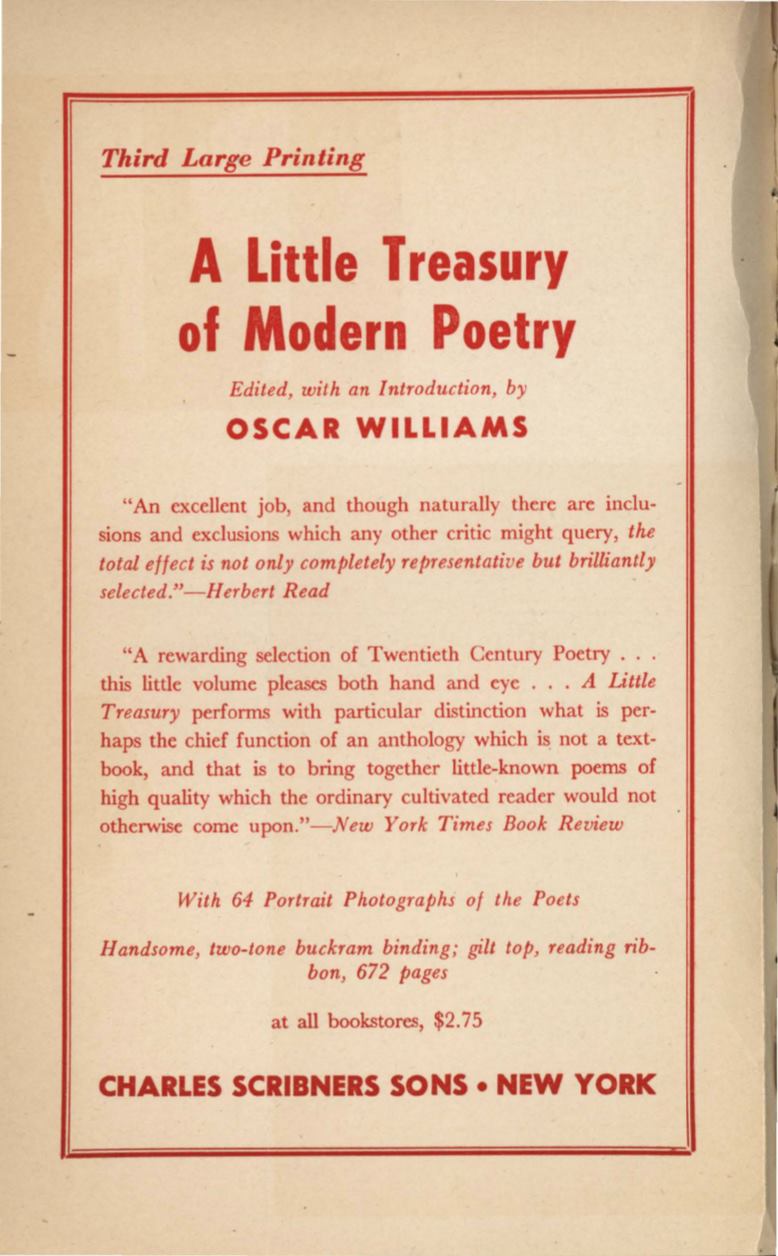 Third Large Printing
A Little Treasury
of Modern Poetry
Edited, with an Introduction, by
OSCAR WILLIAMS
“An excellent job, and though naturally there are inclu-
sions and exclusions which any other critic might query, the
total effect is not only completely representative but brilliantly
selected.”—Herbert Read
“A rewarding selection of Twentieth Century Poetry . . .
this little volume pleases both hand and eye . . . A Little
Treasury performs with particular distinction what is per-
haps the chief function of an anthology which is not a text-
book, and that is to bring together little-known poems of
high quality which the ordinary cultivated reader would not
otherwise come upon.”—New York Times Book Review
With 64 Portrait Photographs of the Poets
Handsome, two-tone buckram binding; gilt top, reading rib-
bon, 672 pages
at all bookstores, $2.75
CHARLES SCRIBNERS SONS • NEW YORK